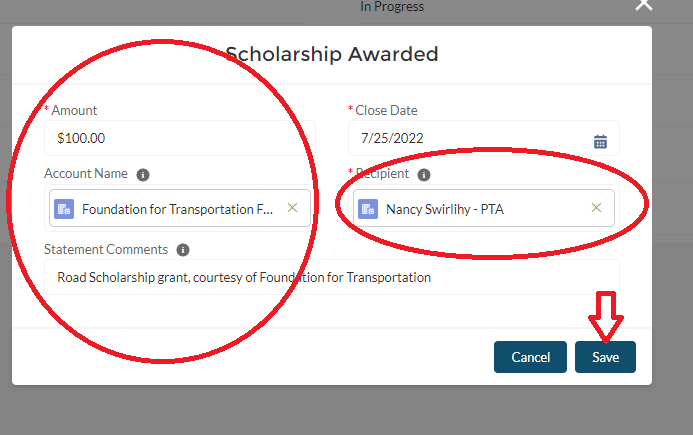 In Progress
Scholarship Awarded
* Amount
* Close Date
$100.00
7/25/2022
Account Name
* Recipient
Foundation for Transportation F...
Nancy Swirlihy - PTA
Statement Comments
Road Scholarship grant, courtesy of Foundation for Transportation
Cancel
Save